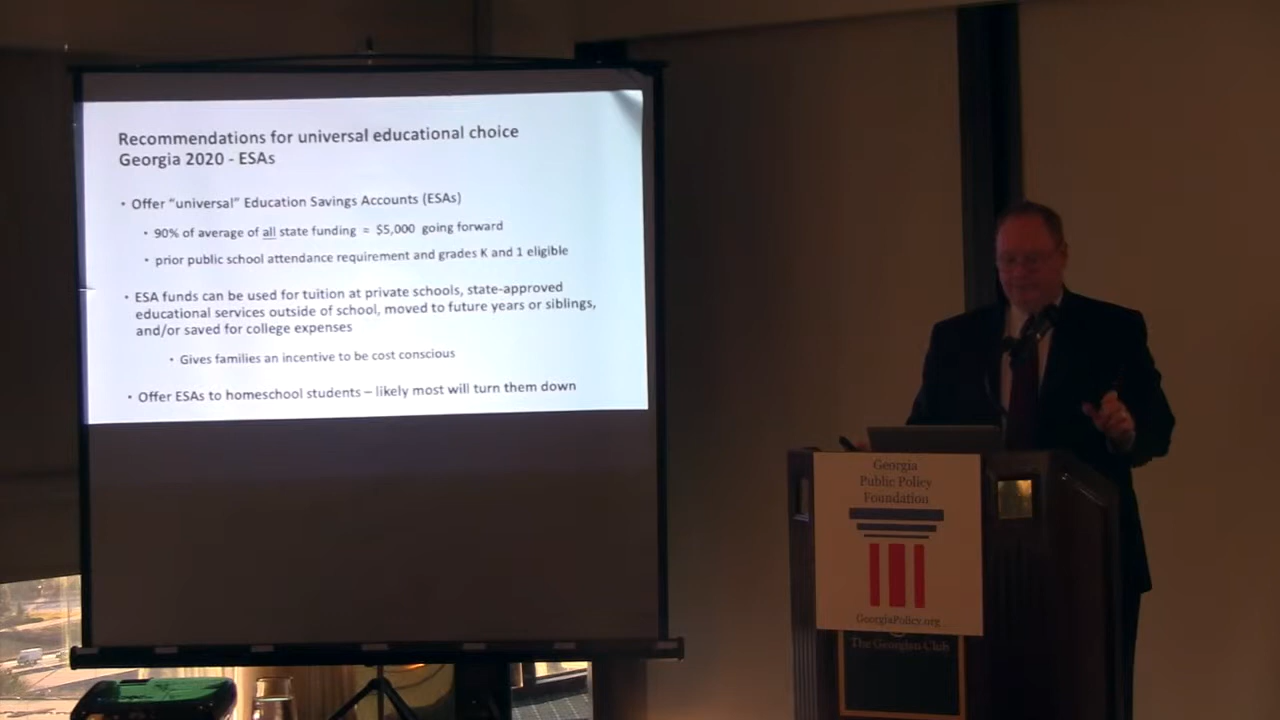 Recommendations for universal educational choice
Georgia 2020 - ESAs
• Offer “universal” Education Savings Accounts (ESAs)
• 90% of average of all state funding = $5,000 going forward
• prior public school attendance requirement and grades K and 1 eligible
• ESA funds can be used for tuition at private schools, state-approved
educational services outside of school, moved to future years or siblings,
and/or saved for college expenses
• Gives families an incentive to be cost conscious
• Offer ESAs to homeschool students – likely most will turn them down
Georgia
Public Policy
Foundation
GeorgiaPolicy.org
The Georgian Club